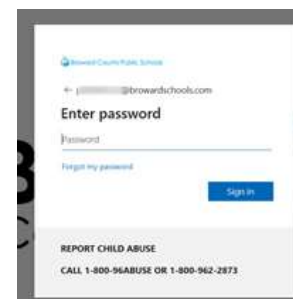 Broward County Public Schools
← j @browardschools.com
Enter password
Password
Forgot my password
Sign in
REPORT CHILD ABUSE
CALL 1-800-96ABUSE OR 1-800-962-2873